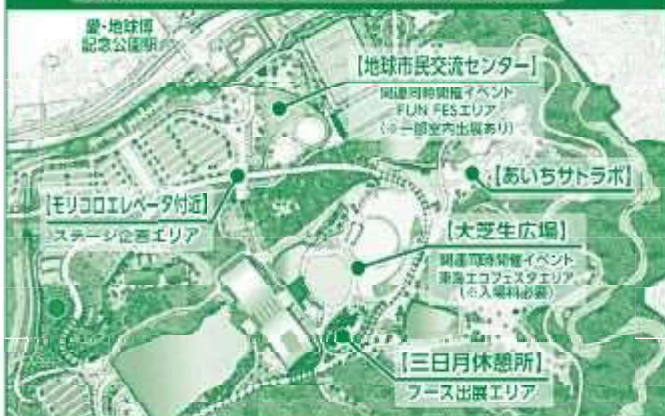 愛・地球博
記念公園駅
【地球市民交流センター】
関連同時開催イベント
FUN FESエリア
(※一部室内出展あり)
【モリコロエレベータ付近】
ステージ企画エリア
【あいちサトラボ】
【大芝生広場】
関連同時開催イベント
東海エコフェスタエリア
(※入場料必要)
【三日月休憩所】
ブース出展エリア